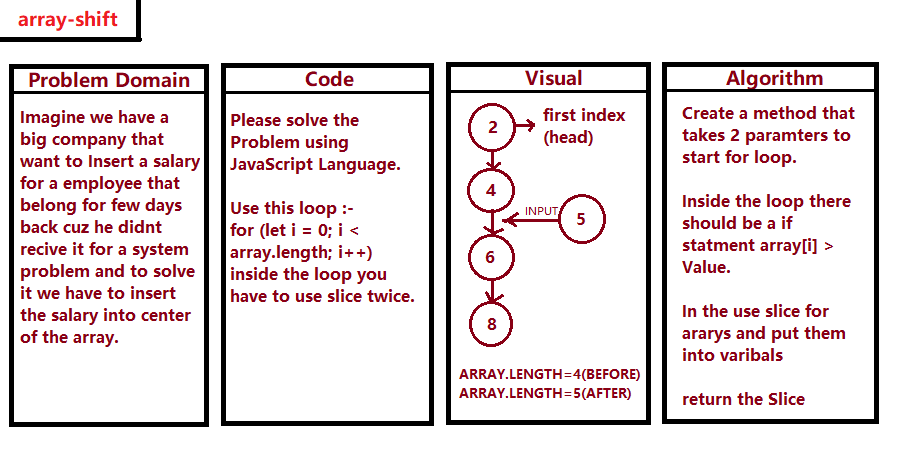 array-shift
Problem Domain
Imagine we have a
big company that
want to Insert a salary
for a employee that
belong for few days
back cuz he didnt
recive it for a system
problem and to solve
it we have to insert
the salary into center
of the array.
Code
Please solve the
Problem using
JavaScript Language.
Use this loop :-
for (let i = 0; i <
array.length; i++)
inside the loop you
have to use slice twice.
Visual
2
first index
(head)
4
INPUT
5
6
8
ARRAY.LENGTH=4(BEFORE)
ARRAY.LENGTH=5(AFTER)
Algorithm
Create a method that
takes 2 paramters to
start for loop.
Inside the loop there
should be a if
statment array[i] >
Value.
In the use slice for
ararys and put them
into varibals
return the Slice